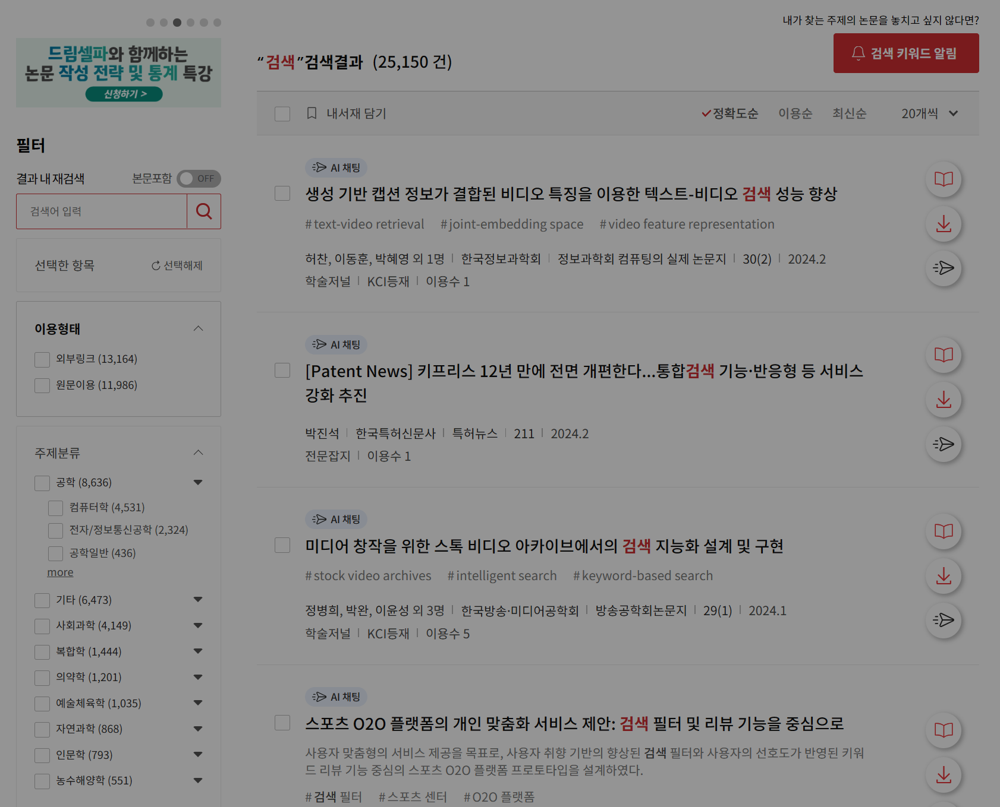 드림셀파와 함께하는
논문 작성 전략 및 통계 특강
신청하기 >
필터
결과 내 재검색
본문포함
OFF
검색어 입력
선택한 항목
선택해제
이용형태
외부링크 (13,164)
원문이용 (11,986)
주제분류
공학 (8,636)
컴퓨터학 (4,531)
전자/정보통신공학 (2,324)
공학일반 (436)
more
기타 (6,473)
사회과학 (4,149)
복합학 (1,444)
의약학 (1,201)
예술체육학 (1,035)
자연과학 (868)
인문학 (793)
농수해양학 (551)
내가 찾는 주제의 논문을 놓치고 싶지 않다면?
검색 키워드 알림
“검색”검색결과 (25,150 건)
내서재 담기
정확도순 이용순 최신순 20개씩
AI 채팅
생성 기반 캡션 정보가 결합된 비디오 특징을 이용한 텍스트-비디오 검색 성능 향상
#text-video retrieval #joint-embedding space #video feature representation
허찬, 이동훈, 박혜영 외 1명 | 한국정보과학회 | 정보과학회 컴퓨팅의 실제 논문지 | 30(2) | 2024.2
학술저널 | KCI등재 | 이용수 1
AI 채팅
[Patent News] 키프리스 12년 만에 전면 개편한다...통합검색 기능·반응형 등 서비스
강화 추진
박진석 | 한국특허신문사 | 특허뉴스 | 211 | 2024.2
전문잡지 | 이용수 1
AI 채팅
미디어 창작을 위한 스톡 비디오 아카이브에서의 검색 지능화 설계 및 구현
#stock video archives #intelligent search #keyword-based search
정병희, 박완, 이윤성 외 3명 | 한국방송·미디어공학회 | 방송공학회논문지 | 29(1) | 2024.1
학술저널 | KCI등재 | 이용수 5
AI 채팅
스포츠 O2O 플랫폼의 개인 맞춤화 서비스 제안: 검색 필터 및 리뷰 기능을 중심으로
사용자 맞춤형의 서비스 제공을 목표로, 사용자 취향 기반의 향상된 검색 필터와 사용자의 선호도가 반영된 키워
드 리뷰 기능 중심의 스포츠 O2O 플랫폼 프로토타입을 설계하였다.
#검색 필터 #스포츠 센터 #O2O 플랫폼